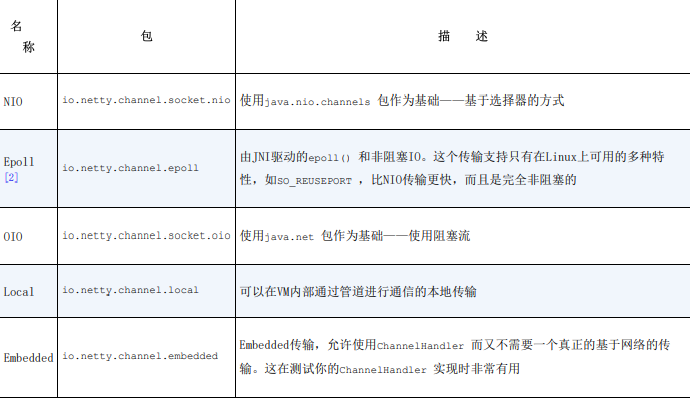 名
称
包
描 述
NIO
io.netty.channel.socket.nio
使用java.nio.channels 包作为基础——基于选择器的方式
Epoll
[2]
io.netty.channel.epoll
由JNI驱动的epoll() 和非阻塞IO。这个传输支持只有在Linux上可用的多种特
性，如SO_REUSEPORT ，比NIO传输更快，而且是完全非阻塞的
OIO
io.netty.channel.socket.oio
使用java.net 包作为基础——使用阻塞流
Local
io.netty.channel.local
可以在VM内部通过管道进行通信的本地传输
Embedded
io.netty.channel.embedded
Embedded传输，允许使用ChannelHandler 而又不需要一个真正的基于网络的传
输。这在测试你的ChannelHandler 实现时非常有用